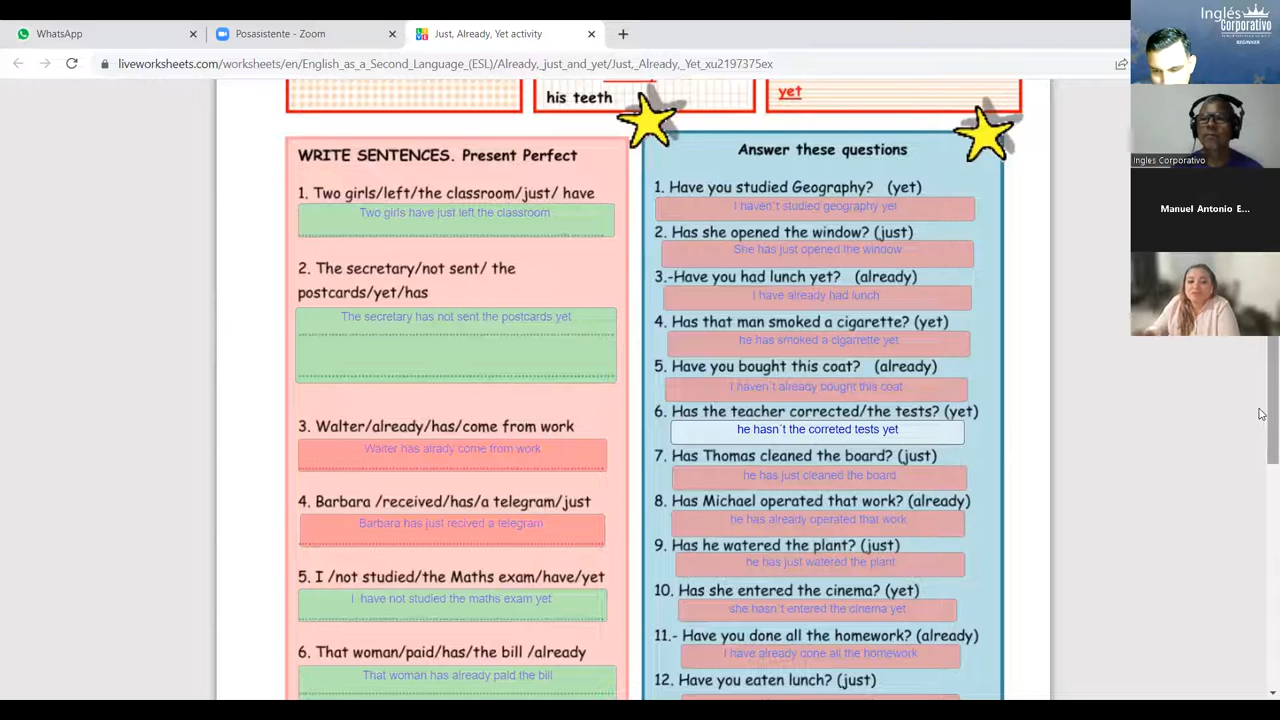 WhatsApp
Posasistente - Zoom
Just, Already, Yet activity
liveworksheets.com/worksheets/en/English_as_a_Second_Language_(ESL)/Already,_just_and_yet/Just,_Already,_Yet_xu2197375ex
Inglés
Corporativo
BEGINNER
Ingles Corporativo
Manuel Antonio E...
his teeth
yet
WRITE SENTENCES. Present Perfect
1. Two girls/left/the classroom/just/ have
Two girls have just left the classroom
2. The secretary/not sent/ the
postcards/yet/has
The secretary has not sent the postcards yet
3. Walter/already/has/come from work
Walter has alrady come from work
4. Barbara /received/has/a telegram/just
Barbara has just recived a telegram
5. I /not studied/the Maths exam/have/yet
I have not studied the maths exam yet
6. That woman/paid/has/the bill /already
That woman has already paid the bill
Answer these questions
1. Have you studied Geography? (yet)
I haven´t studied geography yet
2. Has she opened the window? (just)
She has just opened the window
3.-Have you had lunch yet? (already)
I have already had lunch
4. Has that man smoked a cigarette? (yet)
he has smoked a cigarrette yet
5. Have you bought this coat? (already)
I haven´t already bought this coat
6. Has the teacher corrected/the tests? (yet)
he hasn´t the correted tests yet
7. Has Thomas cleaned the board? (just)
he has just cleaned the board
8. Has Michael operated that work? (already)
he has already operated that work
9. Has he watered the plant? (just)
he has just watered the plant
10. Has she entered the cinema? (yet)
she hasn´t entered the cinema yet
11.- Have you done all the homework? (already)
I have already done all the homework
12. Have you eaten lunch? (just)